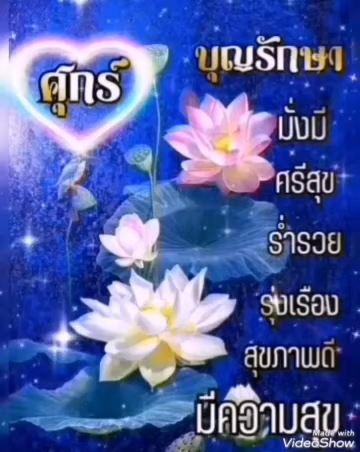 ศุกร์
บุญรักษา
มั่งมี
ศรีสุข
ร่ำรวย
รุ่งเรือง
สุขภาพดี
มีความสุข
Made with
VideoShow